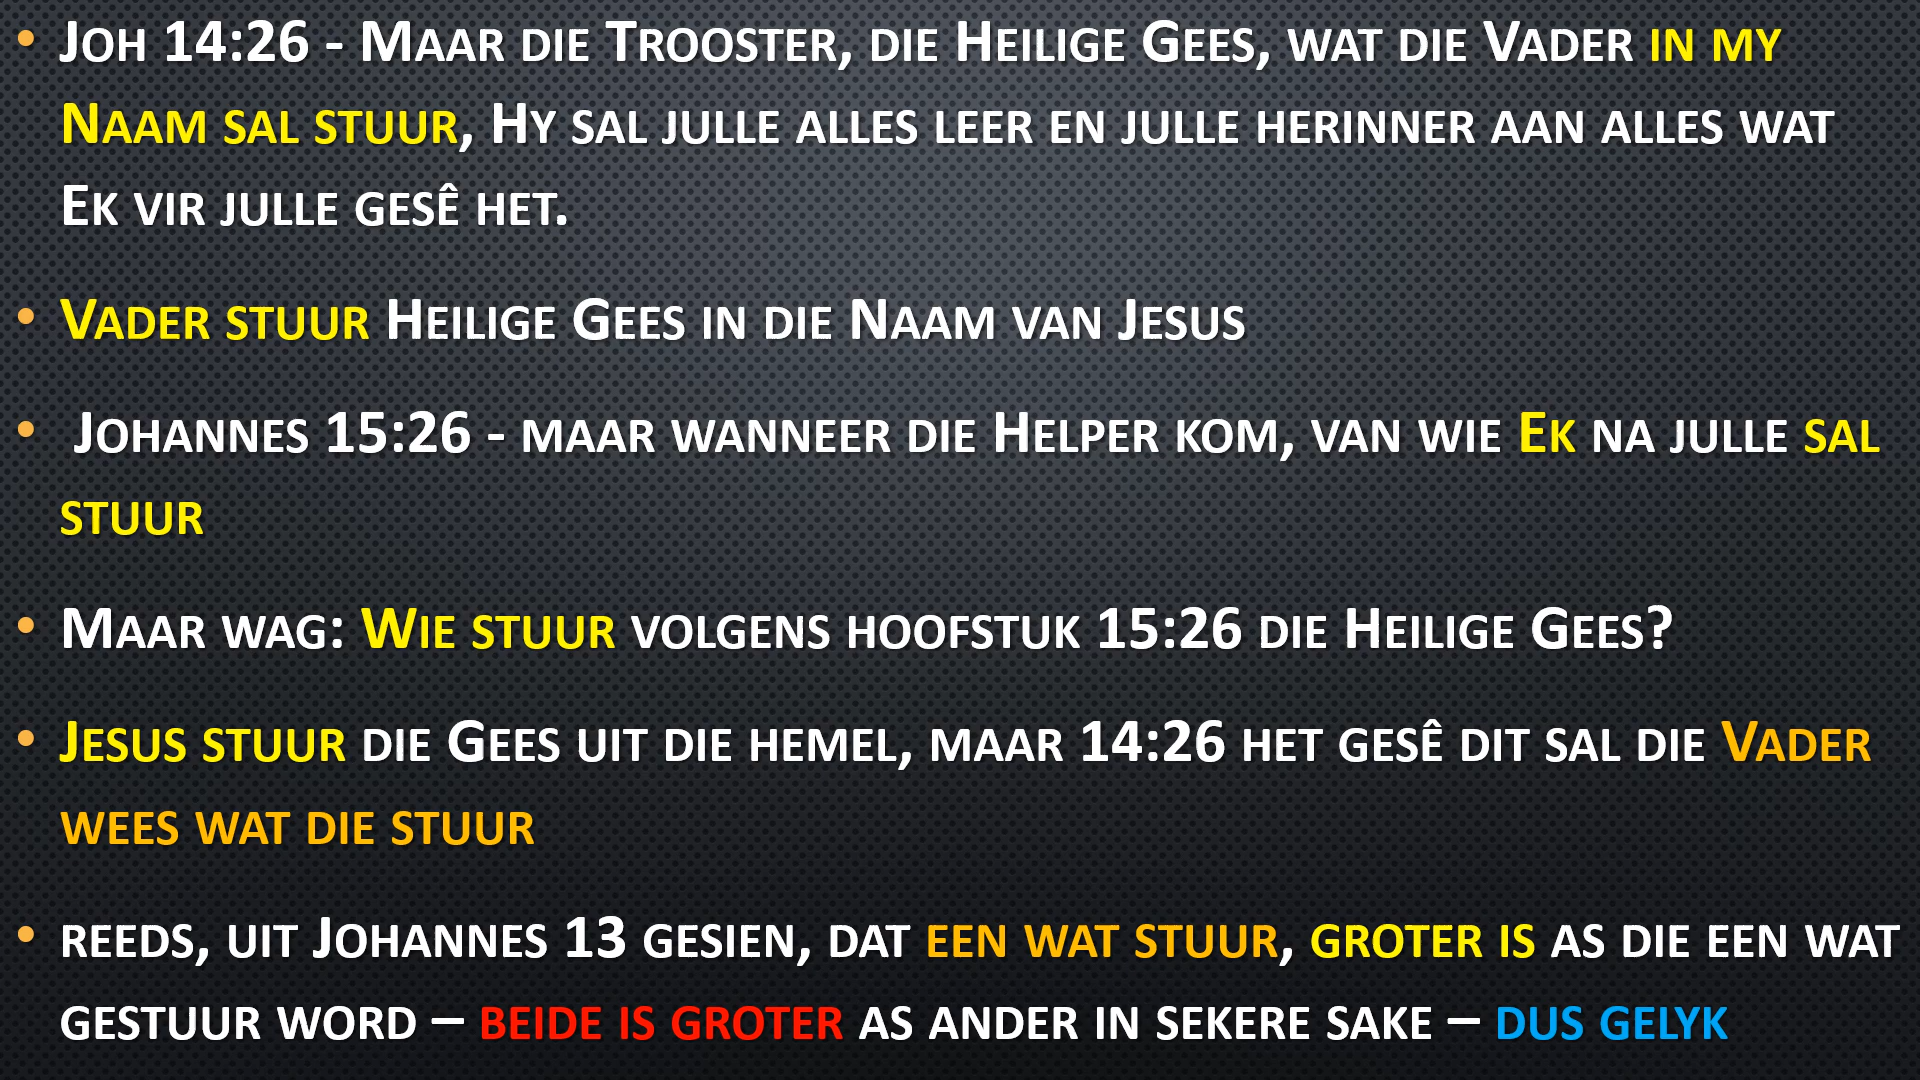 • Joh 14:26 - Maar die Trooster, die Heilige Gees, wat die Vader in my
Naam sal stuur, Hy sal julle alles leer en julle herinner aan alles wat
Ek vir julle gesê het.
• Vader stuur Heilige Gees in die Naam van Jesus
• Johannes 15:26 - maar wanneer die Helper kom, van wie Ek na julle sal
stuur
• Maar wag: Wie stuur volgens hoofstuk 15:26 die Heilige Gees?
• Jesus stuur die Gees uit die hemel, maar 14:26 het gesê dit sal die Vader
wees wat die stuur
• reeds, uit Johannes 13 gesien, dat een wat stuur, groter is as die een wat
gestuur word – beide is groter as ander in sekere sake – dus gelyk